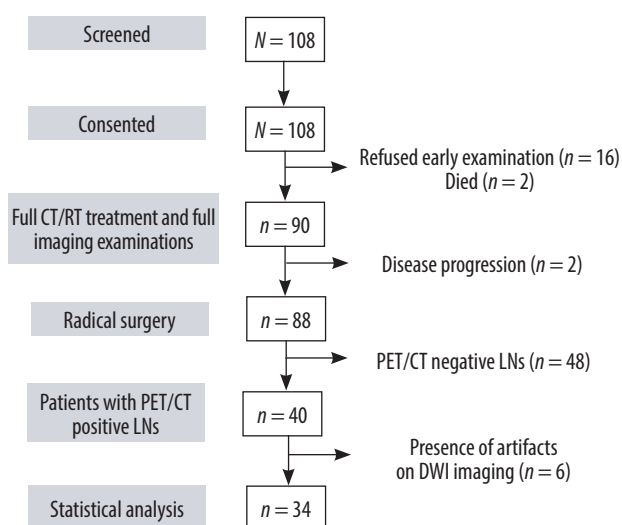 Screened
N = 108
Consented
N = 108
Refused early examination (n = 16)
Died (n = 2)
Full CT/RT treatment and full
imaging examinations
n = 90
Disease progression (n = 2)
Radical surgery
n = 88
PET/CT negative LNs (n = 48)
Patients with PET/CT
positive LNs
n = 40
Presence of artifacts
on DWI imaging (n = 6)
Statistical analysis
n = 34